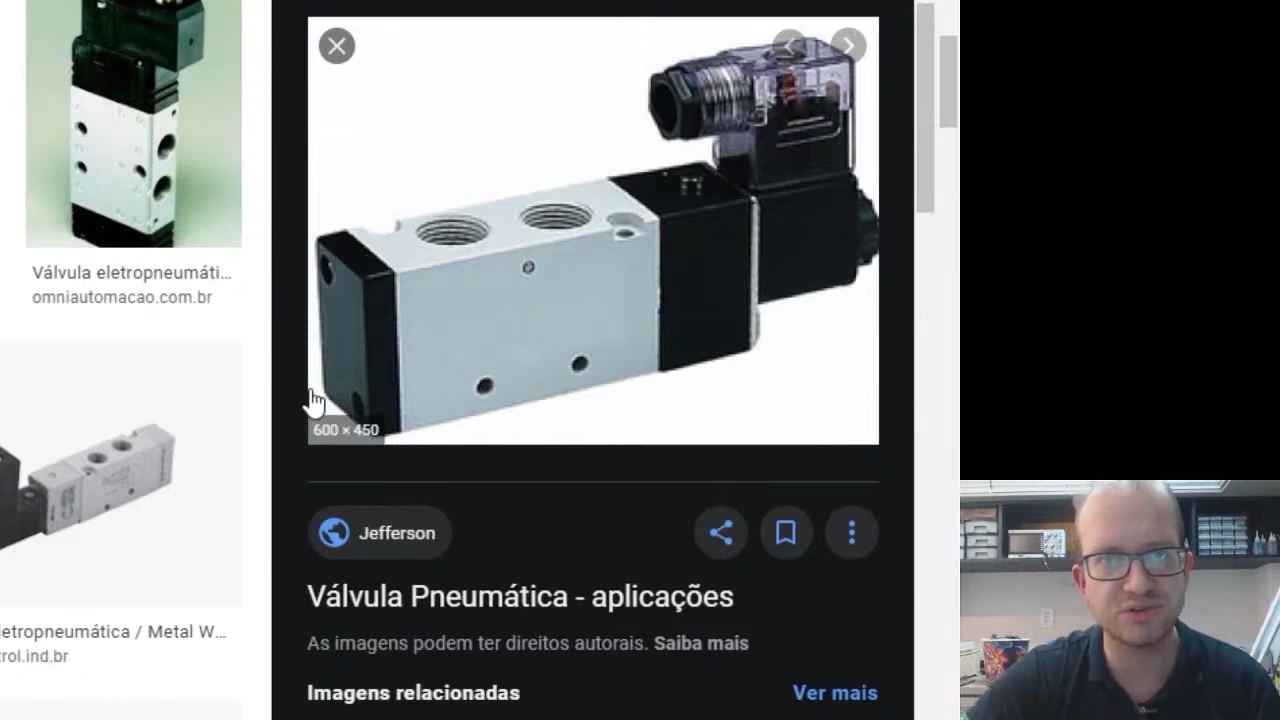 Válvula eletropneumáti...
omniautomacao.com.br
letropneumática / Metal W...
rol.ind.br
600 × 450
Jefferson
Válvula Pneumática - aplicações
As imagens podem ter direitos autorais. Saiba mais
Imagens relacionadas
Ver mais